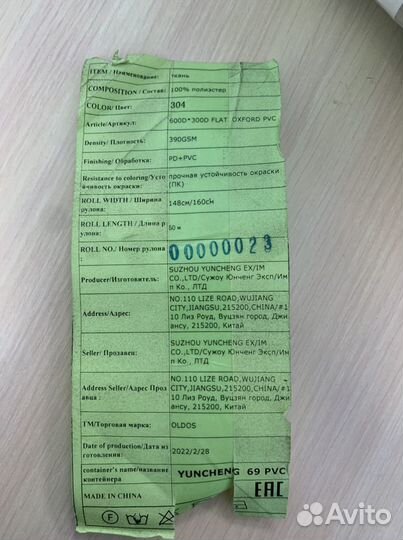 ITEM / Наименование: ткань
COMPOSITION / Состав: 100% полиэстер
COLOR/ Цвет: 304
Article/Артикул: 600D*300D FLAT OXFORD PVC
Density/ Плотность: 390GSM
Finishing/ Обработка: PD+PVC
Resistance to coloring/Усто прочная устойчивость окраски
йчивость окраски: (ПК)
ROLL WIDTH / Ширина
рулона: 148см/160см
ROLL LENGTH / Длина р
улона: 50 м
ROLL NO./ Номер рулона
: 00000023
Producer/Изготовитель: SUZHOU YUNCHENG EX/IM
CO.,LTD/Сужоу Юнченг Эксп/Им
п Ко., ЛТД
Address/Адрес: NO.110 LIZE ROAD,WUJIANG
CITY,JIANGSU,215200,CHINA/#1
10 Лиз Роуд, Вуцзян город, Джи
ансу, 215200, Китай
Seller/ Продавец: SUZHOU YUNCHENG EX/IM
CO.,LTD/Сужоу Юнченг Эксп/Им
п Ко., ЛТД
Address Seller/Адрес Прод
авца : NO.110 LIZE ROAD,WUJIANG
CITY,JIANGSU,215200,CHINA/#1
10 Лиз Роуд, Вуцзян город, Джи
ансу, 215200, Китай
TM/Торговая марка: OLDOS
Date of production/Дата из
готовления: 2022/2/28
container's name/название
контейнера YUNCHENG 69 PVC
MADE IN CHINA
EAC
F
Avito